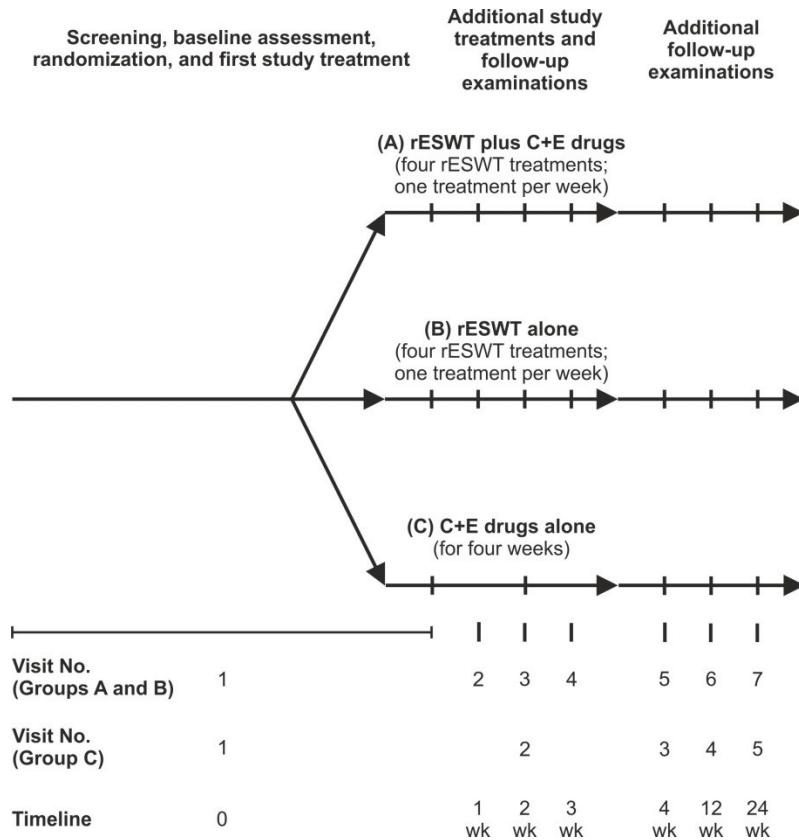 Screening, baseline assessment,
randomization, and first study treatment
Additional study
treatments and
follow-up
examinations
Additional
follow-up
examinations
(A) rESWT plus C+E drugs
(four rESWT treatments;
one treatment per week)
(B) rESWT alone
(four rESWT treatments;
one treatment per week)
(C) C+E drugs alone
(for four weeks)
Visit No.
(Groups A and B) 1 2 3 4 5 6 7
Visit No.
(Group C) 1 2 3 4 5
Timeline 0 1 2 3 4 12 24
wk wk wk wk wk wk